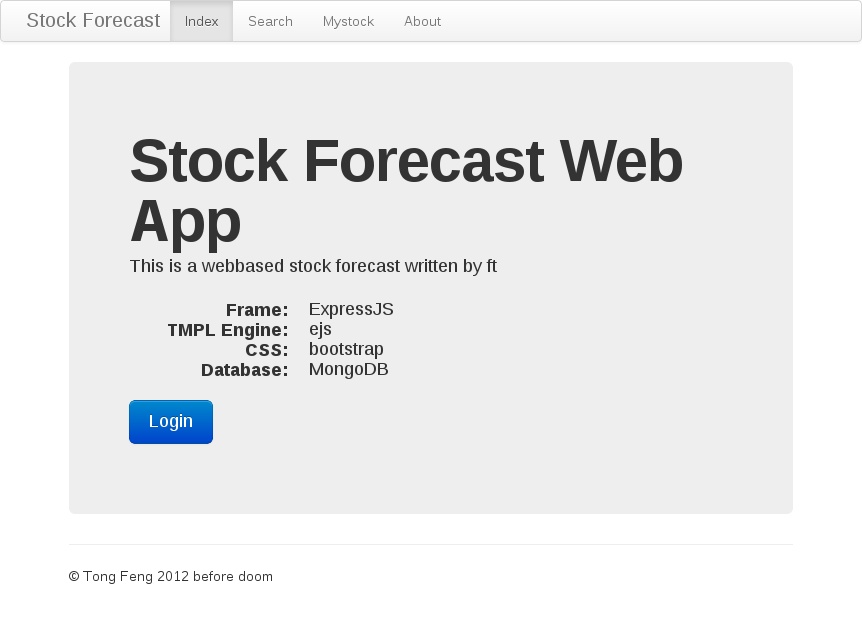 Stock Forecast Index Search Mystock About
Stock Forecast Web
App
This is a webbased stock forecast written by ft
Frame: ExpressJS
TMPL Engine: ejs
CSS: bootstrap
Database: MongoDB
Login
© Tong Feng 2012 before doom